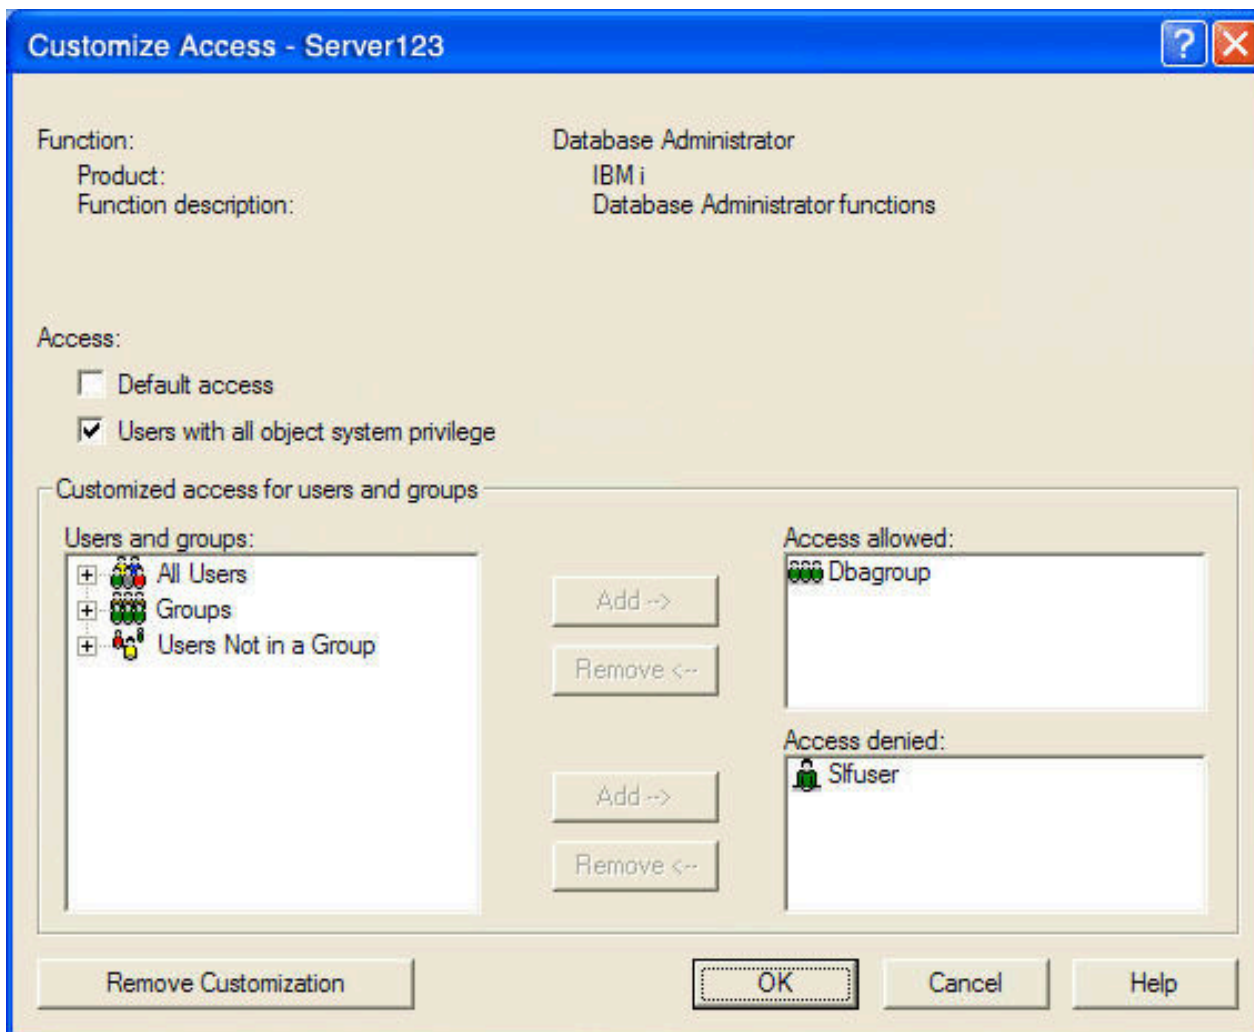 Customize Access - Server123
Function: Database Administrator
Product: IBM i
Function description: Database Administrator functions
Access:
Default access
Users with all object system privilege
Customized access for users and groups
Users and groups:
All Users
Groups
Users Not in a Group
Add -->
Remove <--
Access allowed:
Dbagroup
Add -->
Remove <--
Access denied:
Slfuser
Remove Customization
OK
Cancel
Help